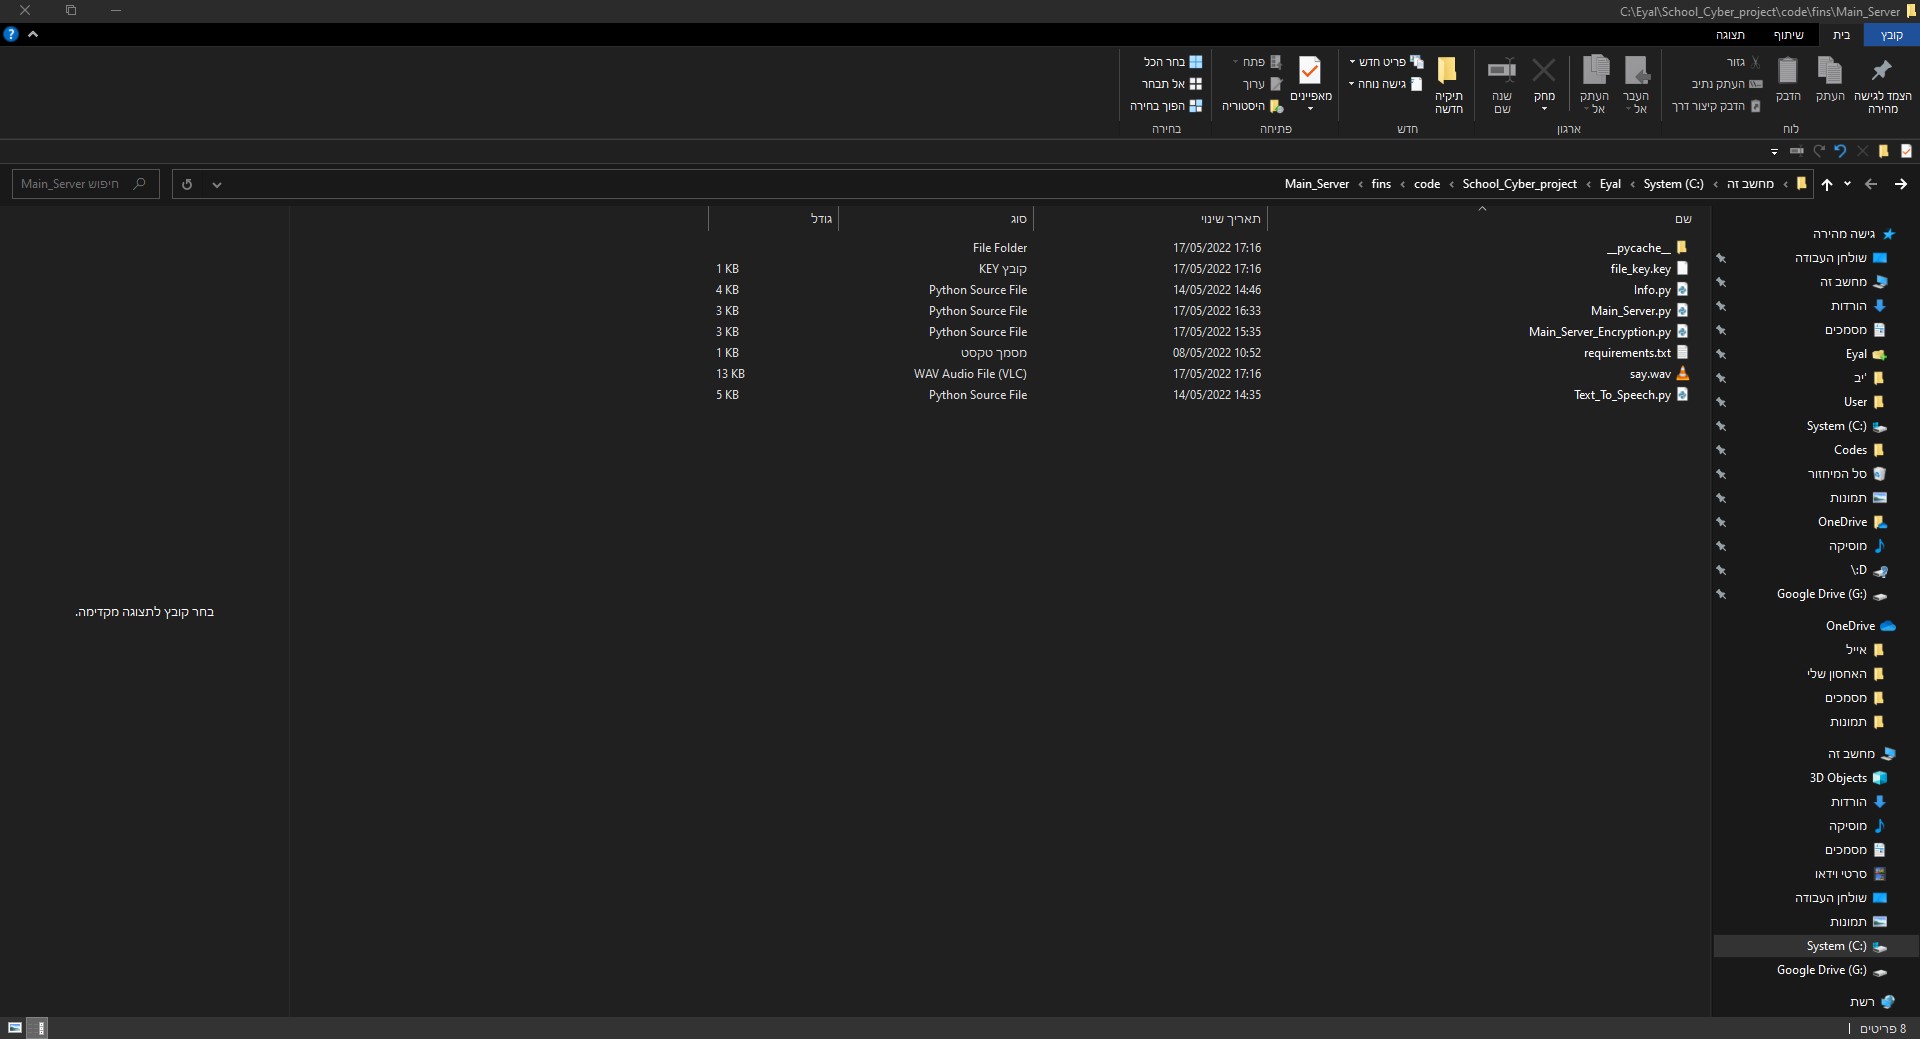 C:\Eyal\School_Cyber_project\code\fins\Main_Server
קובץ
בית
שיתוף
תצוגה
הצמד לגישה מהירה
העתק
הדבק
גזור
העתק נתיב
הדבק קיצור דרך
לוח
העבר אל
העתק אל
מחק
שנה שם
ארגון
תיקיה חדשה
פריט חדש
גישה נוחה
חדש
מאפיינים
פתח
ערוך
היסטוריה
פתיחה
בחר הכל
אל תבחר
הפוך בחירה
בחירה
מחשב זה › System (C:) › Eyal › School_Cyber_project › code › fins › Main_Server
חיפוש Main_Server
שם תאריך שינוי סוג גודל
__pycache__ 17/05/2022 17:16 File Folder
file_key.key 17/05/2022 17:16 קובץ KEY 1 KB
Info.py 14/05/2022 14:46 Python Source File 4 KB
Main_Server.py 17/05/2022 16:33 Python Source File 3 KB
Main_Server_Encryption.py 17/05/2022 15:35 Python Source File 3 KB
requirements.txt 08/05/2022 10:52 מסמך טקסט 1 KB
say.wav 17/05/2022 17:16 WAV Audio File (VLC) 13 KB
Text_To_Speech.py 14/05/2022 14:35 Python Source File 5 KB
גישה מהירה
שולחן העבודה
מחשב זה
הורדות
מסמכים
Eyal
יב'
User
System (C:)
Codes
סל המיחזור
תמונות
OneDrive
מוסיקה
D:\
Google Drive (G:)
OneDrive
אייל
האחסון שלי
מסמכים
תמונות
מחשב זה
3D Objects
הורדות
מוסיקה
מסמכים
סרטי וידאו
שולחן העבודה
תמונות
System (C:)
Google Drive (G:)
רשת
בחר קובץ לתצוגה מקדימה.
8 פריטים